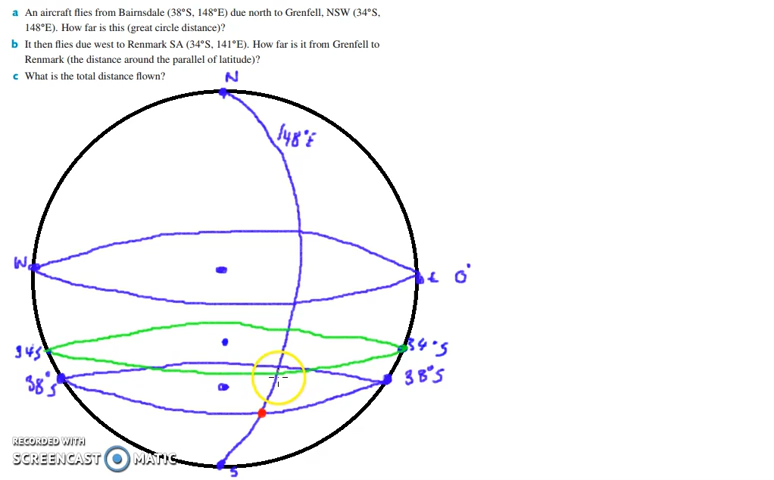 a An aircraft flies from Bairnsdale (38°S, 148°E) due north to Grenfell, NSW (34°S,
148°E). How far is this (great circle distance)?
b It then flies due west to Renmark SA (34°S, 141°E). How far is it from Grenfell to
Renmark (the distance around the parallel of latitude)?
c What is the total distance flown?
N
148°E
W
E 0°
34S
34°S
38°S
38°S
S
RECORDED WITH
SCREENCAST MATIC